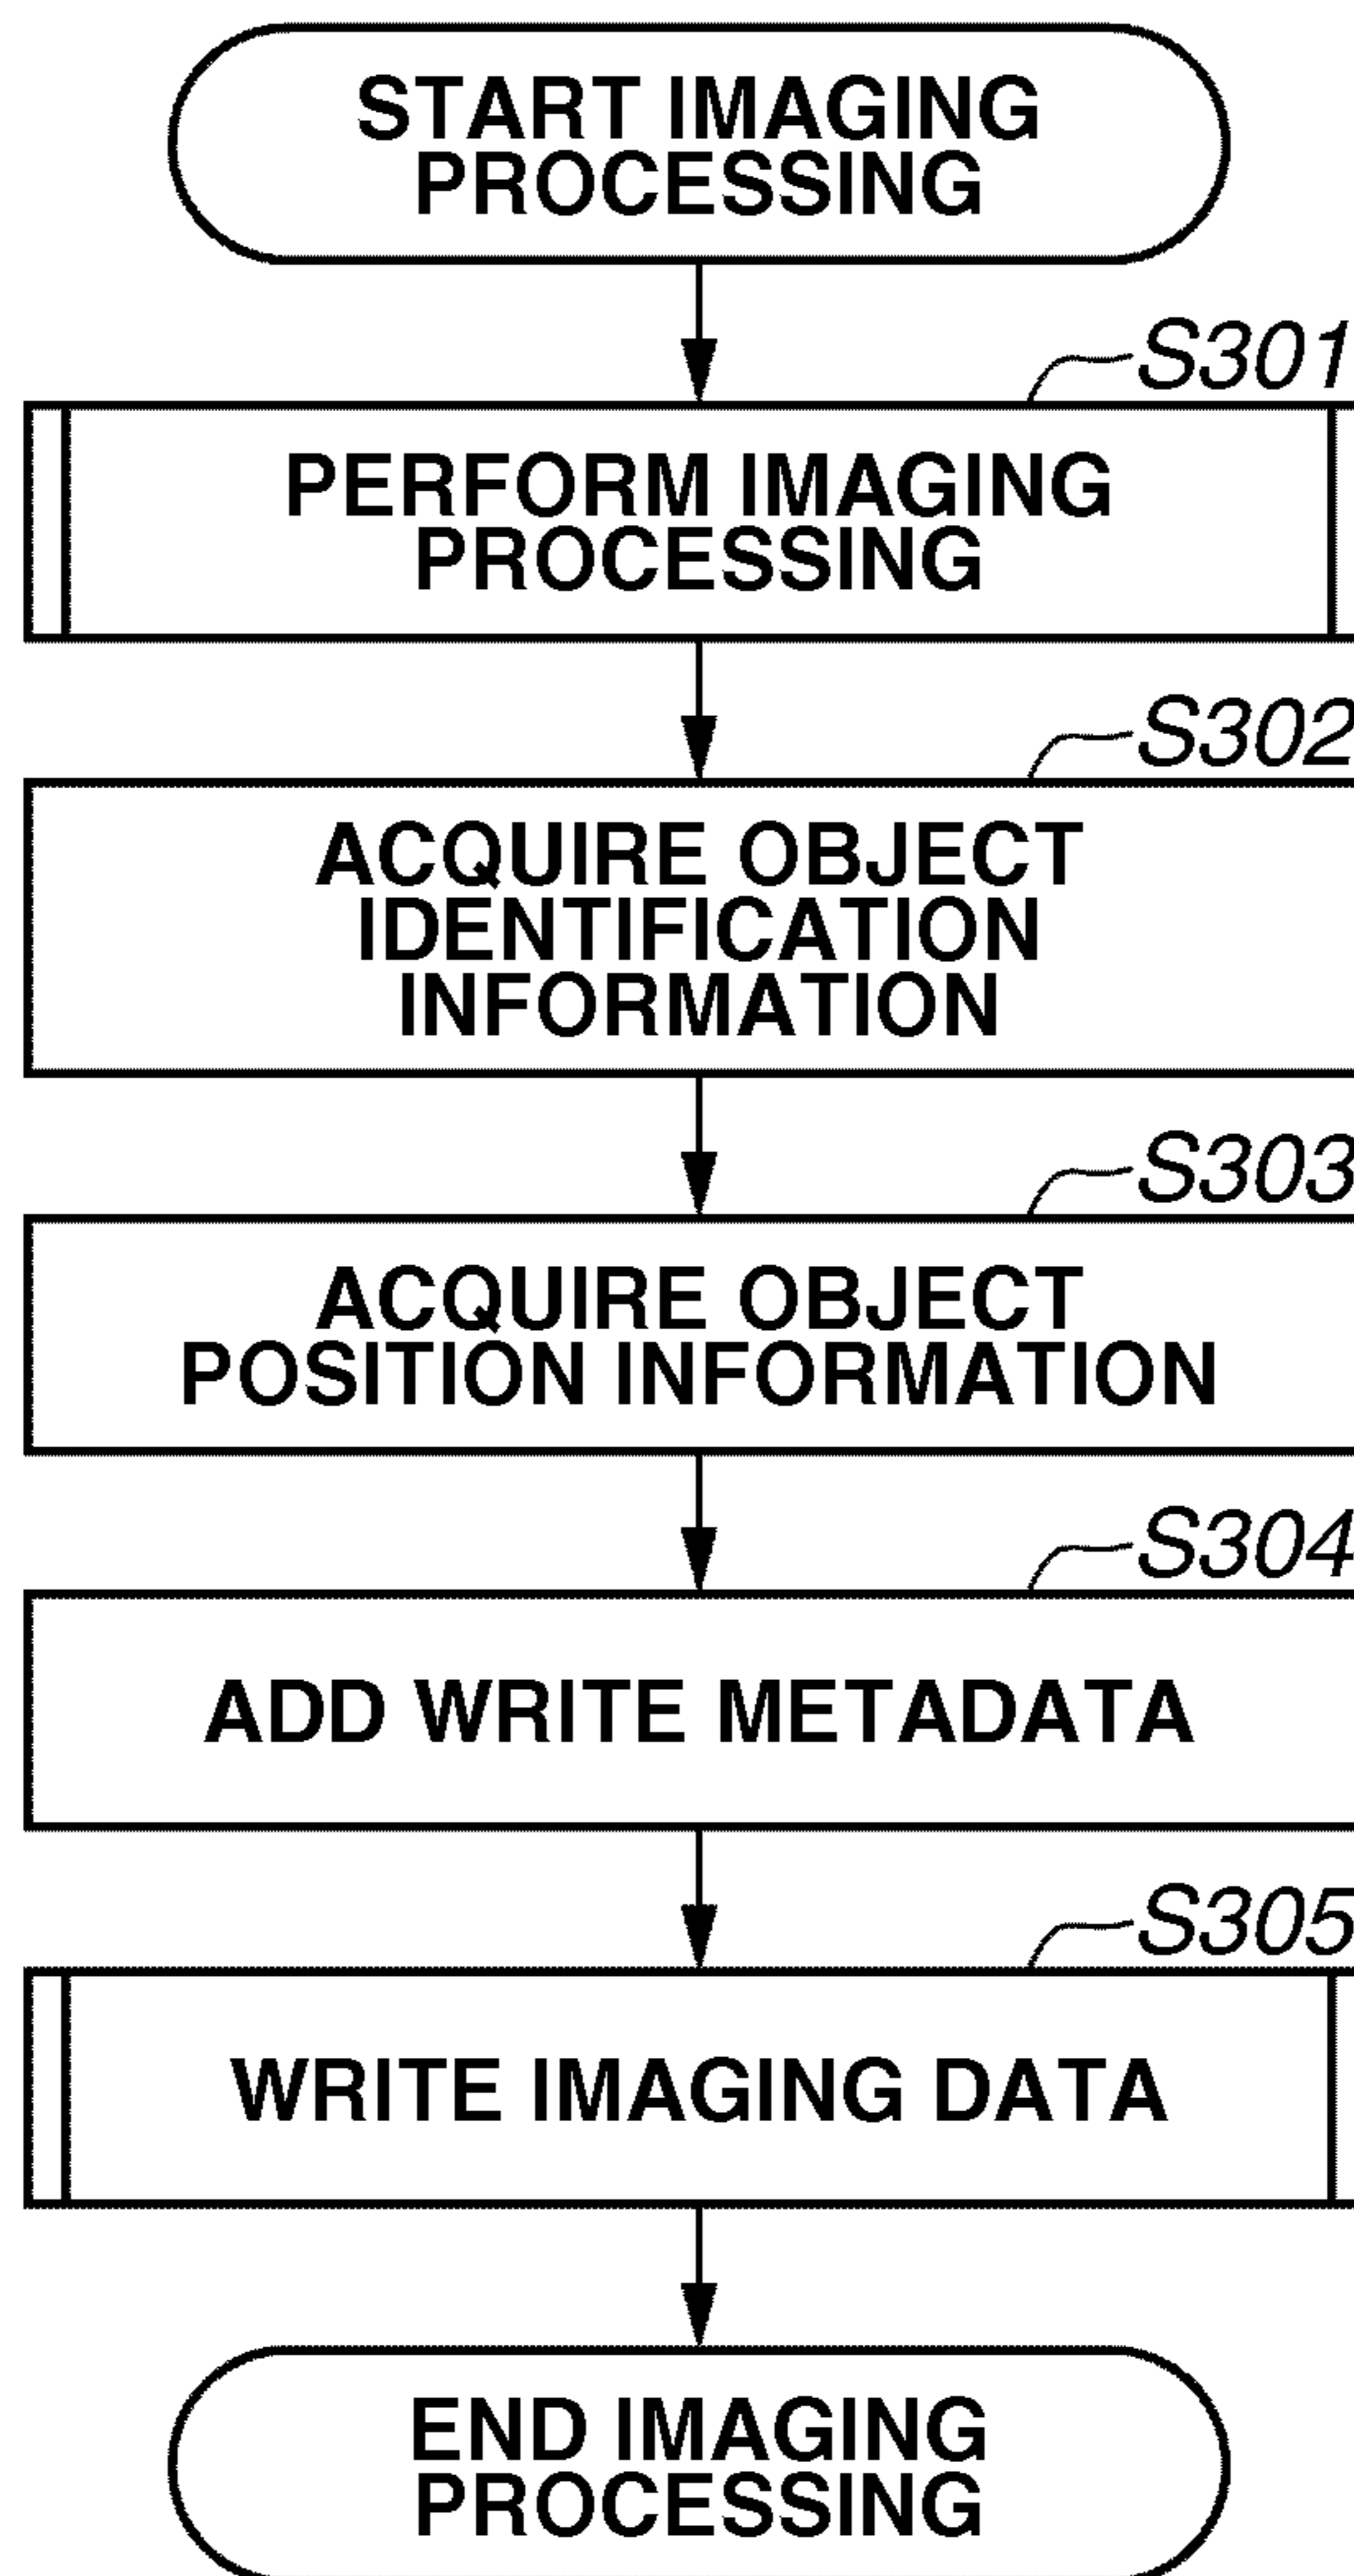 START IMAGING
PROCESSING
S301
PERFORM IMAGING
PROCESSING
S302
ACQUIRE OBJECT
IDENTIFICATION
INFORMATION
S303
ACQUIRE OBJECT
POSITION INFORMATION
S304
ADD WRITE METADATA
S305
WRITE IMAGING DATA
END IMAGING
PROCESSING